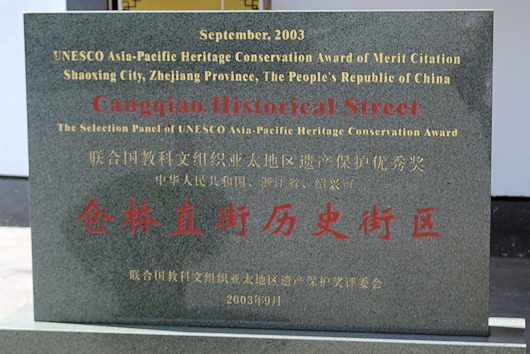 September, 2003
UNESCO Asia-Pacific Heritage Conservation Award of Merit Citation
Shaoxing City, Zhejiang Province, The People's Republic of China
Cangqiao Historical Street
The Selection Panel of UNESCO Asia-Pacific Heritage Conservation Award
联合国教科文组织亚太地区遗产保护优秀奖
中华人民共和国、浙江省、绍兴市
仓桥直街历史街区
联合国教科文组织亚太地区遗产保护奖评委会
2003年9月